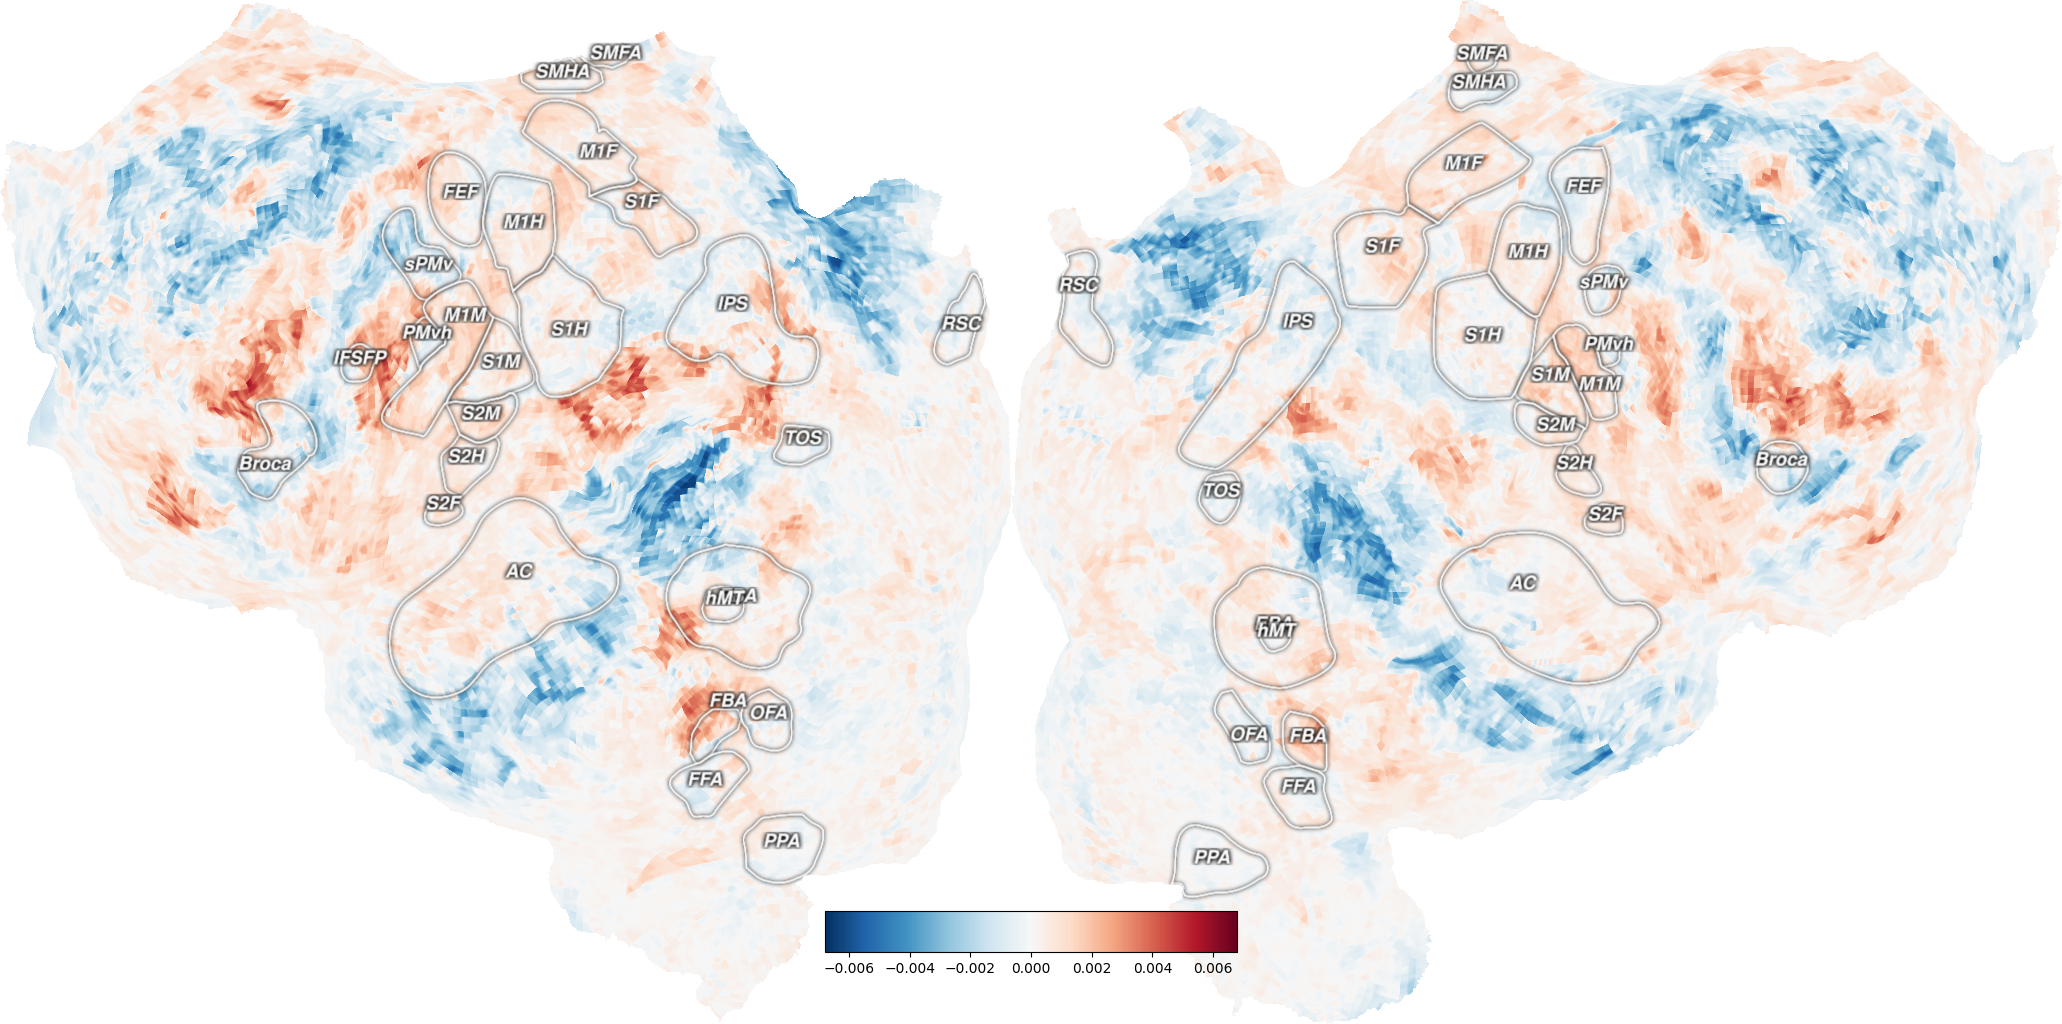 SMFA
SMHA
M1F
FEF
M1H
S1F
sPMv
IPS
M1M
PMvh
S1H
RSC
IFSFP
S1M
S2M
TOS
Broca
S2H
S2F
AC
hMT
FBA
OFA
FFA
PPA
SMFA
SMHA
M1F
FEF
S1F
M1H
RSC
sPMv
IPS
S1H
PMvh
S1M
M1M
S2M
Broca
S2H
TOS
S2F
AC
hMT
OFA
FBA
FFA
PPA
−0.006 −0.004 −0.002 0.000 0.002 0.004 0.006